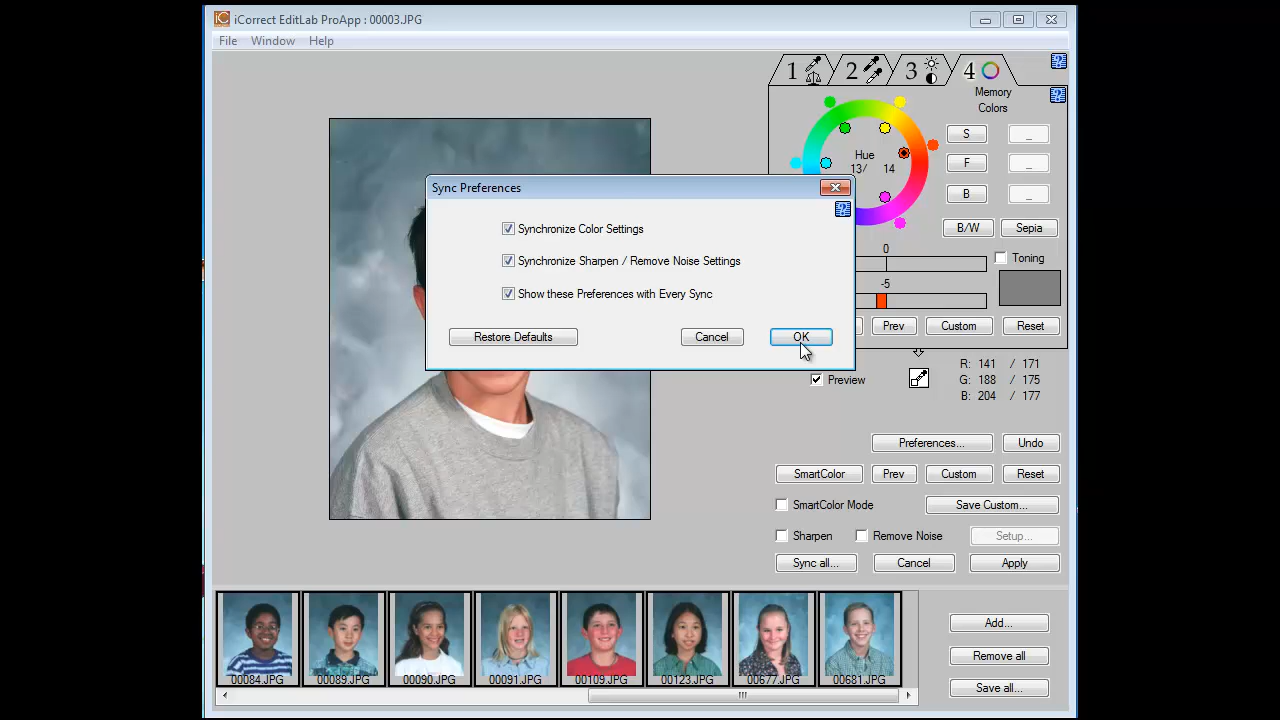 iCorrect EditLab ProApp : 00003.JPG
File Window Help
1 2 3 4
Memory
Colors
Hue
13/ 14
S _
F _
B _
B/W Sepia
0
Toning
-5
Prev Custom Reset
Sync Preferences
Synchronize Color Settings
Synchronize Sharpen / Remove Noise Settings
Show these Preferences with Every Sync
Restore Defaults Cancel OK
Preview
R: 141 / 171
G: 188 / 175
B: 204 / 177
Preferences... Undo
SmartColor Prev Custom Reset
SmartColor Mode Save Custom...
Sharpen Remove Noise Setup...
Sync all... Cancel Apply
00084.JPG 00089.JPG 00090.JPG 00091.JPG 00109.JPG 00123.JPG 00677.JPG 00681.JPG
Add...
Remove all
Save all...